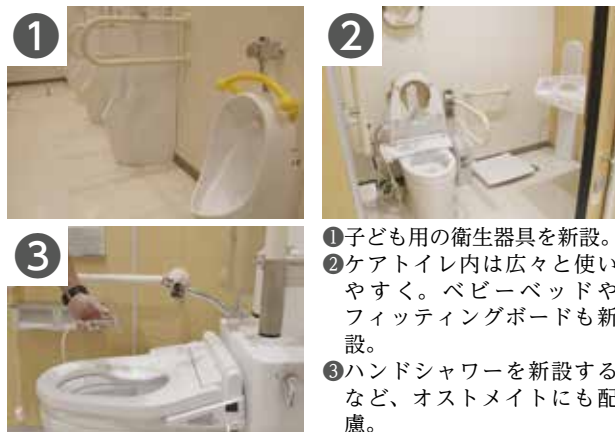 ❶
❷
❸
❶子ども用の衛生器具を新設。
❷ケアトイレ内は広々と使い
やすく。ベビーベッドや
フィッティングボードも新
設。
❸ハンドシャワーを新設する
など、オストメイトにも配
慮。